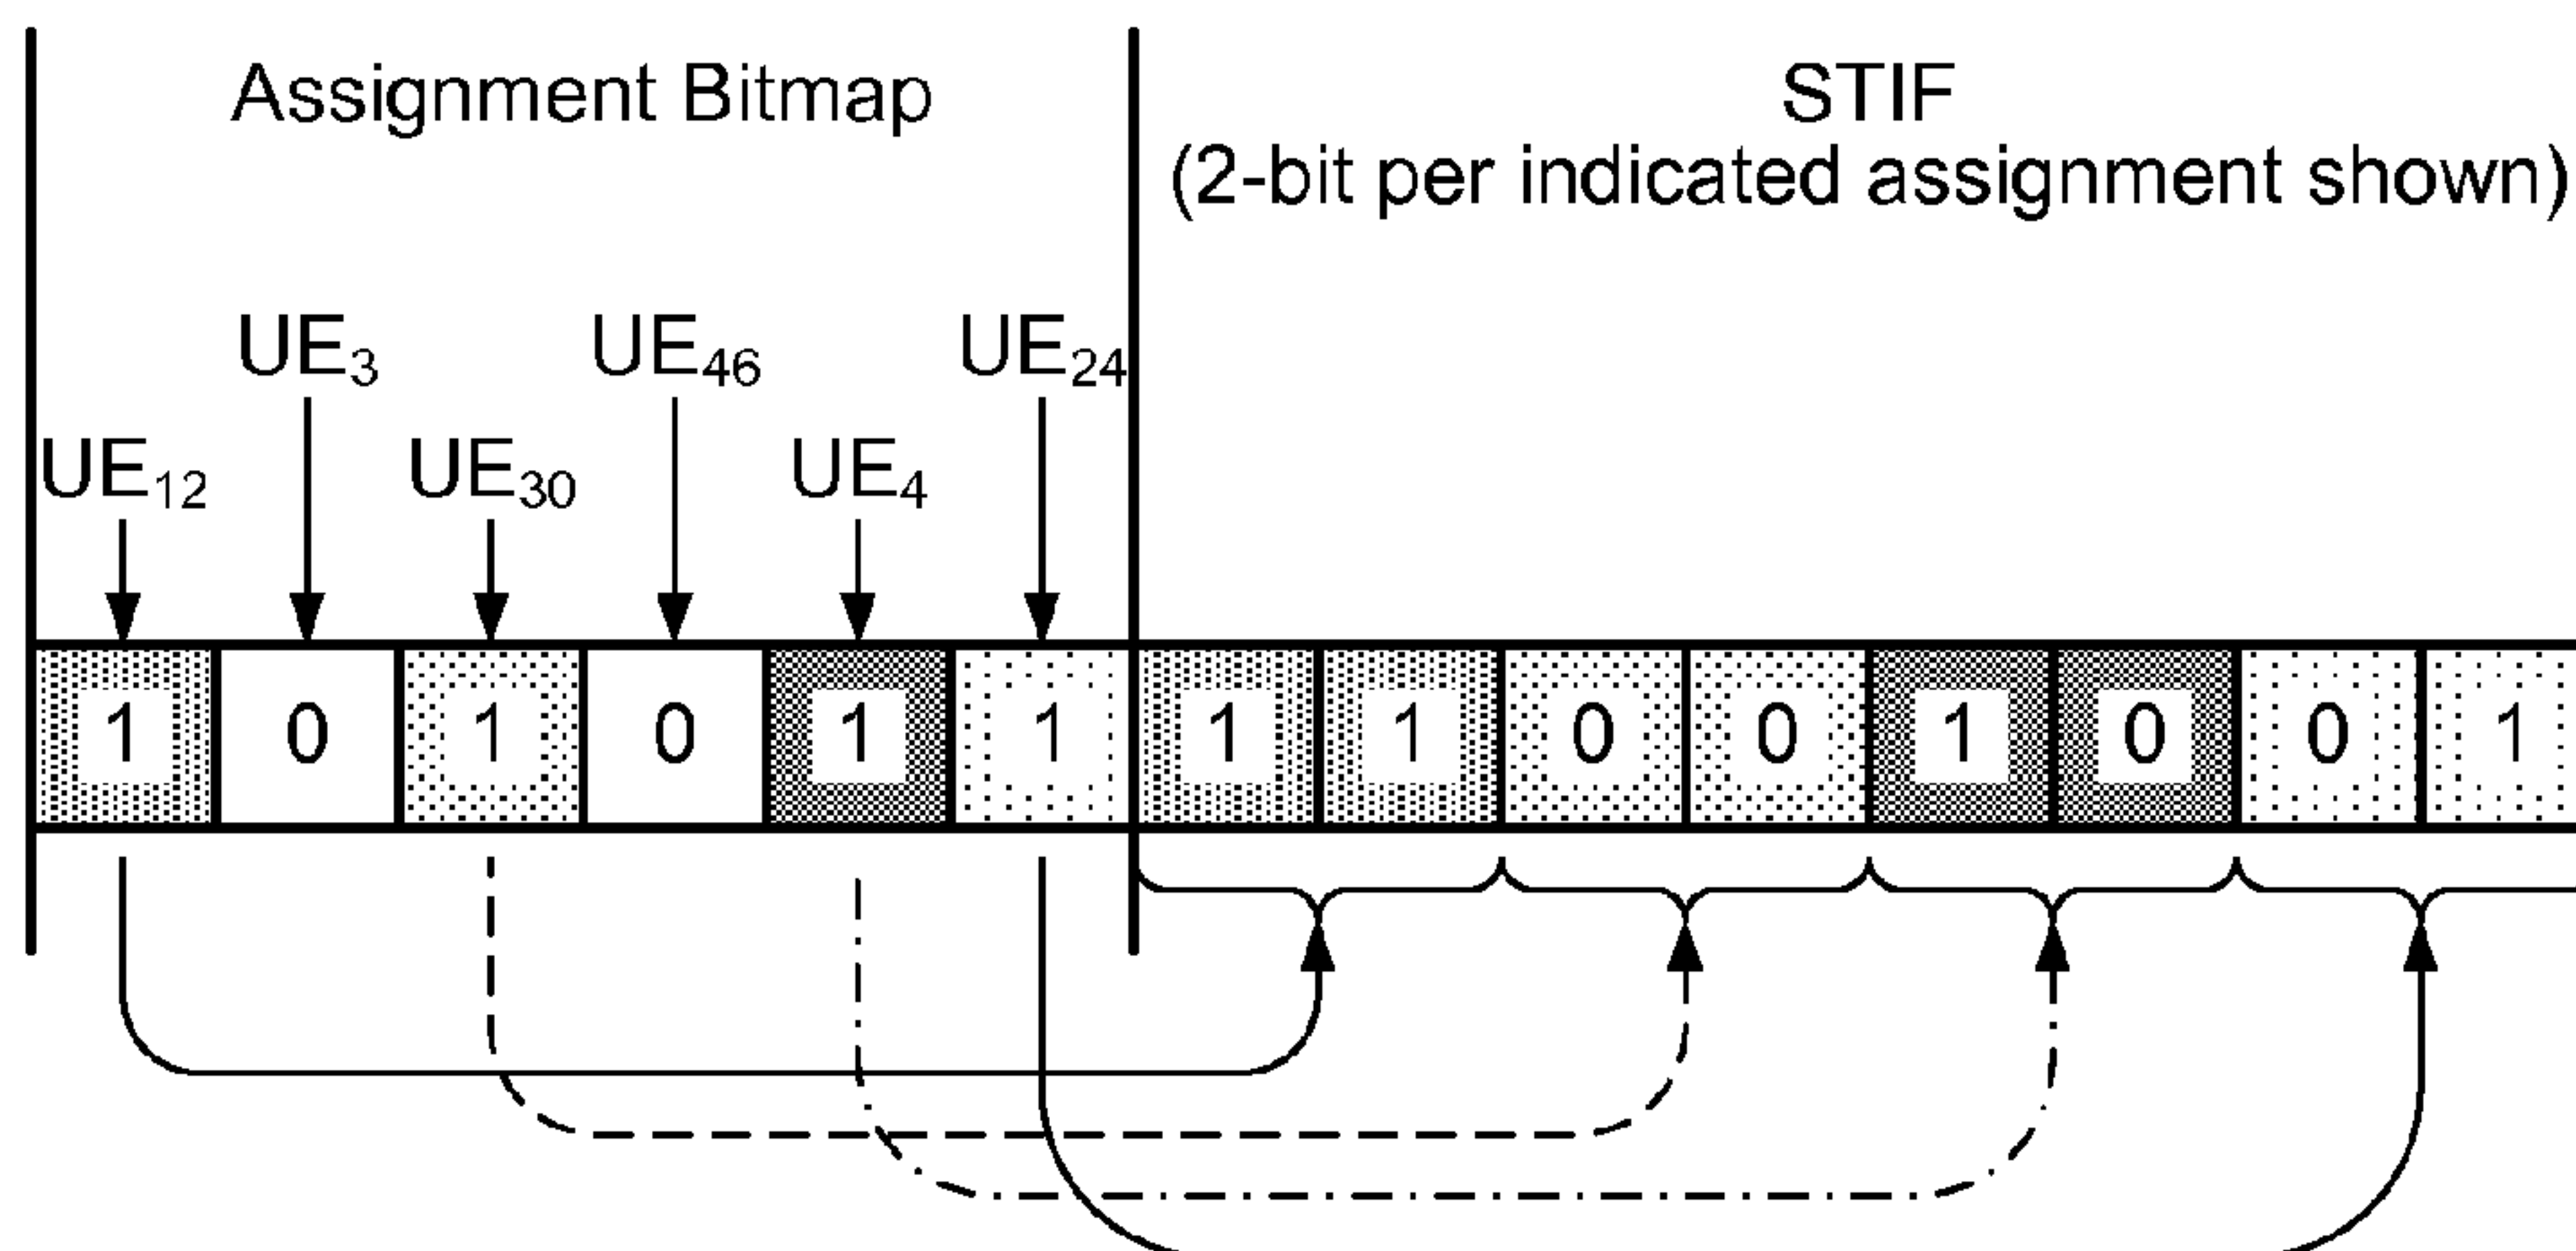 Assignment Bitmap
STIF
(2-bit per indicated assignment shown)
UE3 UE46 UE24
UE12 UE30 UE4
1 0 1 0 1 1 1 1 0 0 1 0 0 1